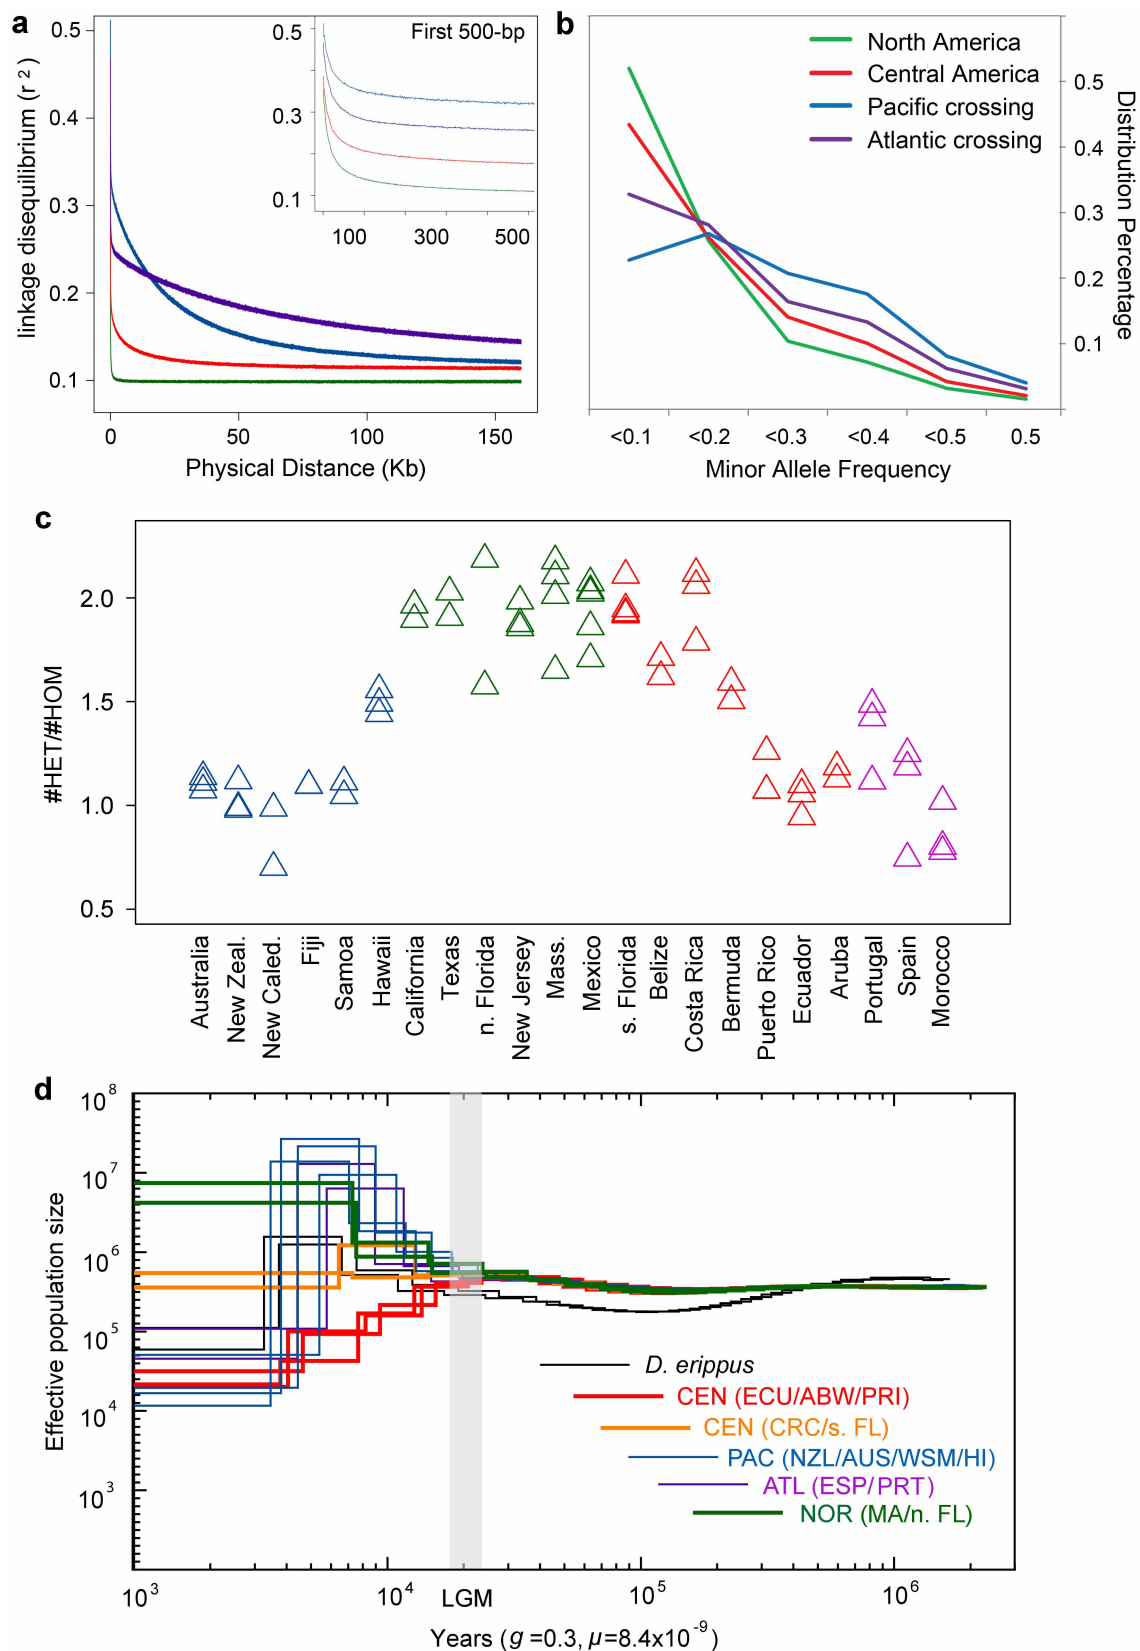 a
linkage disequilibrium (r²)
0.5
0.4
0.3
0.2
0.1
0
50
100
150
Physical Distance (Kb)
First 500-bp
0.5
0.3
0.1
100
300
500
b
North America
Central America
Pacific crossing
Atlantic crossing
0.5
0.4
0.3
0.2
0.1
Distribution Percentage
<0.1
<0.2
<0.3
<0.4
<0.5
0.5
Minor Allele Frequency
c
#HET/#HOM
2.0
1.5
1.0
0.5
Australia
New Zeal.
New Caled.
Fiji
Samoa
Hawaii
California
Texas
n. Florida
New Jersey
Mass.
Mexico
s. Florida
Belize
Costa Rica
Bermuda
Puerto Rico
Ecuador
Aruba
Portugal
Spain
Morocco
d
Effective population size
10⁸
10⁷
10⁶
10⁵
10⁴
10³
D. erippus
CEN (ECU/ABW/PRI)
CEN (CRC/s. FL)
PAC (NZL/AUS/WSM/HI)
ATL (ESP/PRT)
NOR (MA/n. FL)
10³
10⁴
LGM
10⁵
10⁶
Years (g =0.3, μ=8.4x10⁻⁹)